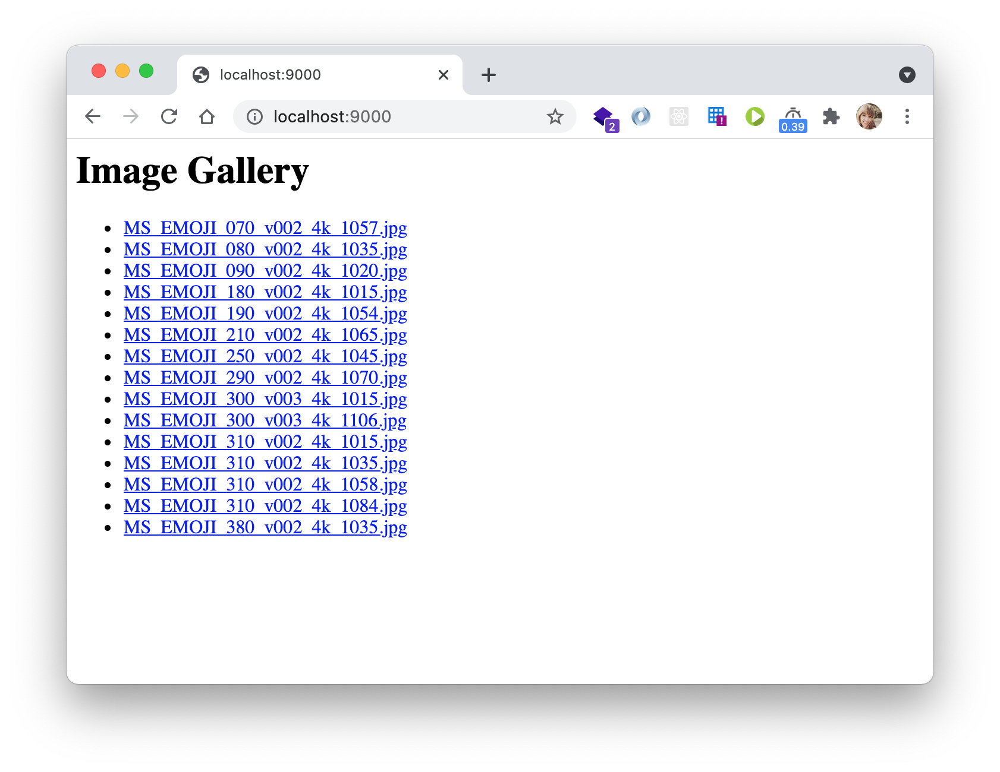 localhost:9000
localhost:9000
2
0.39
Image Gallery
MS_EMOJI_070_v002_4k_1057.jpg
MS_EMOJI_080_v002_4k_1035.jpg
MS_EMOJI_090_v002_4k_1020.jpg
MS_EMOJI_180_v002_4k_1015.jpg
MS_EMOJI_190_v002_4k_1054.jpg
MS_EMOJI_210_v002_4k_1065.jpg
MS_EMOJI_250_v002_4k_1045.jpg
MS_EMOJI_290_v002_4k_1070.jpg
MS_EMOJI_300_v003_4k_1015.jpg
MS_EMOJI_300_v003_4k_1106.jpg
MS_EMOJI_310_v002_4k_1015.jpg
MS_EMOJI_310_v002_4k_1035.jpg
MS_EMOJI_310_v002_4k_1058.jpg
MS_EMOJI_310_v002_4k_1084.jpg
MS_EMOJI_380_v002_4k_1035.jpg